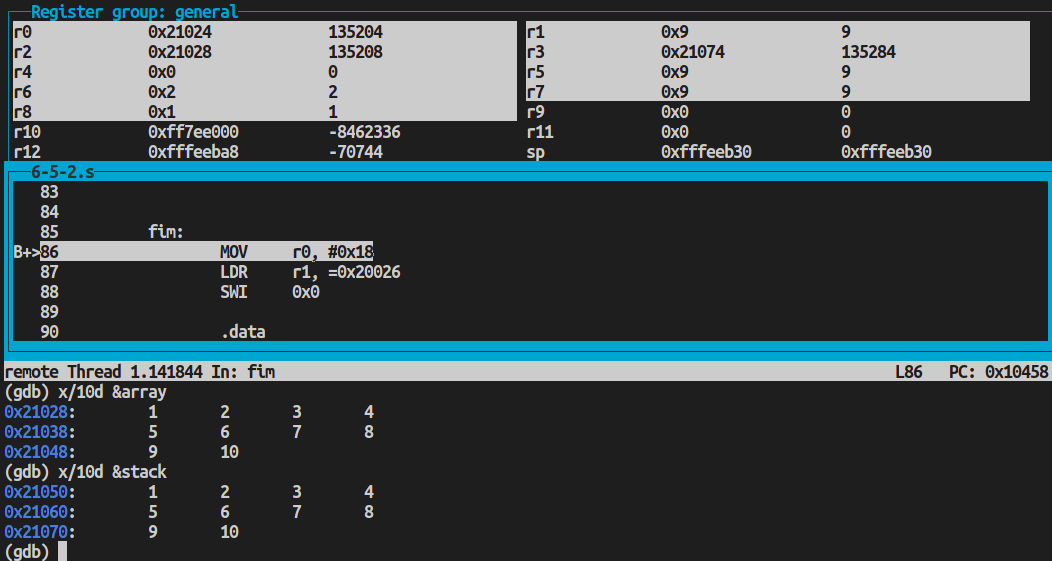 Register group: general
r0 0x21024 135204 r1 0x9 9
r2 0x21028 135208 r3 0x21074 135284
r4 0x0 0 r5 0x9 9
r6 0x2 2 r7 0x9 9
r8 0x1 1 r9 0x0 0
r10 0xff7ee000 -8462336 r11 0x0 0
r12 0xfffeeba8 -70744 sp 0xfffeeb30 0xfffeeb30
6-5-2.s
83
84
85 fim:
B+>86 MOV r0, #0x18
87 LDR r1, =0x20026
88 SWI 0x0
89
90 .data
remote Thread 1.141844 In: fim L86 PC: 0x10458
(gdb) x/10d &array
0x21028: 1 2 3 4
0x21038: 5 6 7 8
0x21048: 9 10
(gdb) x/10d &stack
0x21050: 1 2 3 4
0x21060: 5 6 7 8
0x21070: 9 10
(gdb)